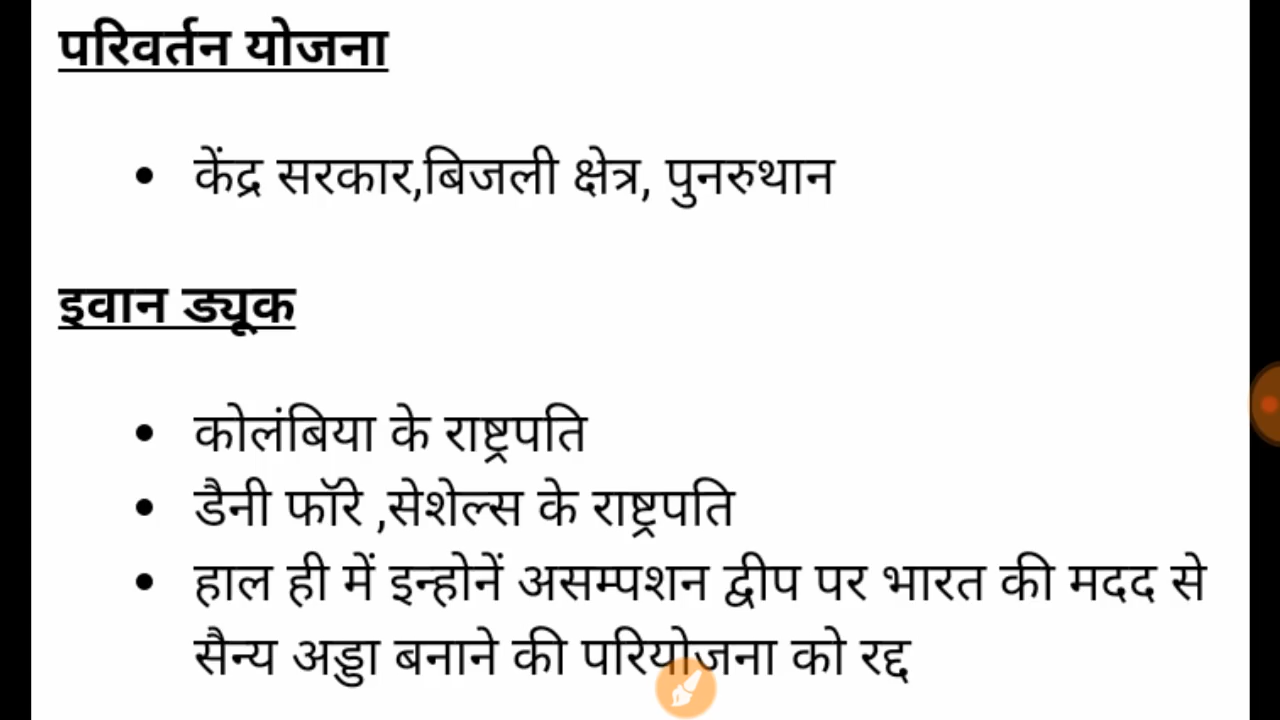 परिवर्तन योजना
• केंद्र सरकार,बिजली क्षेत्र, पुनरुथान
इवान ड्यूक
• कोलंबिया के राष्ट्रपति
• डैनी फॉरे ,सेशेल्स के राष्ट्रपति
• हाल ही में इन्होनें असम्पशन द्वीप पर भारत की मदद से
सैन्य अड्डा बनाने की परियोजना को रद्द